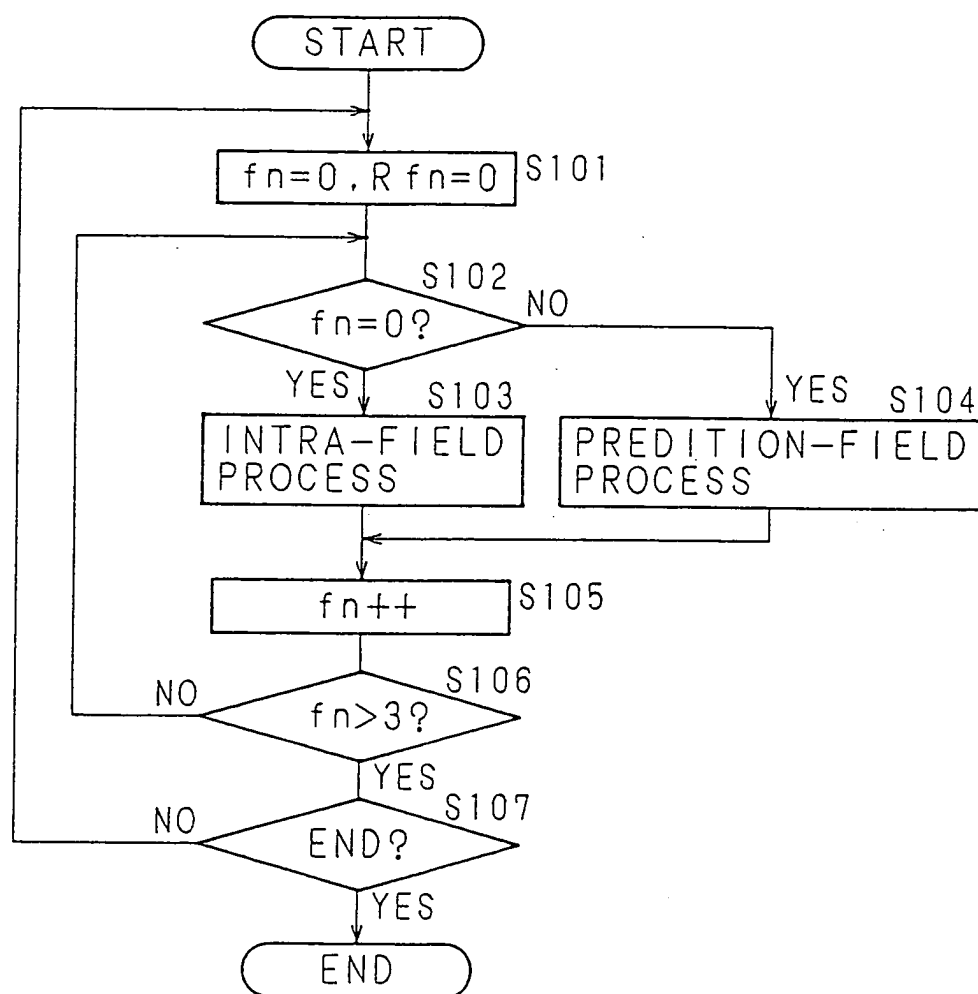 START
fn=0, Rfn=0
S101
S102
fn=0?
NO
YES
S103
INTRA-FIELD
PROCESS
YES
S104
PREDITION-FIELD
PROCESS
fn++
S105
S106
NO
fn>3?
YES
S107
NO
END?
YES
END